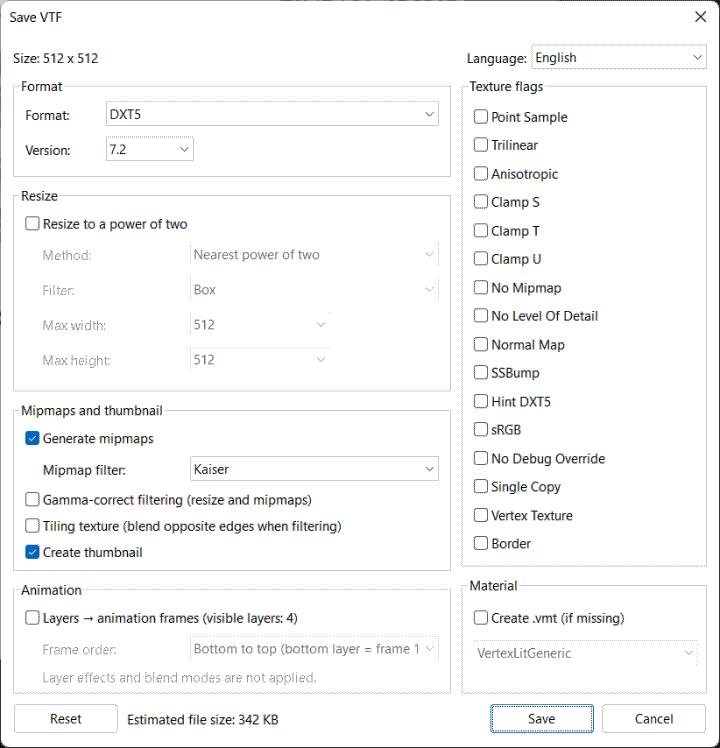 Save VTF
Size: 512 x 512
Language: English
Format
Format: DXT5
Version: 7.2
Resize
Resize to a power of two
Method: Nearest power of two
Filter: Box
Max width: 512
Max height: 512
Mipmaps and thumbnail
Generate mipmaps
Mipmap filter: Kaiser
Gamma-correct filtering (resize and mipmaps)
Tiling texture (blend opposite edges when filtering)
Create thumbnail
Animation
Layers → animation frames (visible layers: 4)
Frame order: Bottom to top (bottom layer = frame 1
Layer effects and blend modes are not applied.
Texture flags
Point Sample
Trilinear
Anisotropic
Clamp S
Clamp T
Clamp U
No Mipmap
No Level Of Detail
Normal Map
SSBump
Hint DXT5
sRGB
No Debug Override
Single Copy
Vertex Texture
Border
Material
Create .vmt (if missing)
VertexLitGeneric
Reset
Estimated file size: 342 KB
Save
Cancel